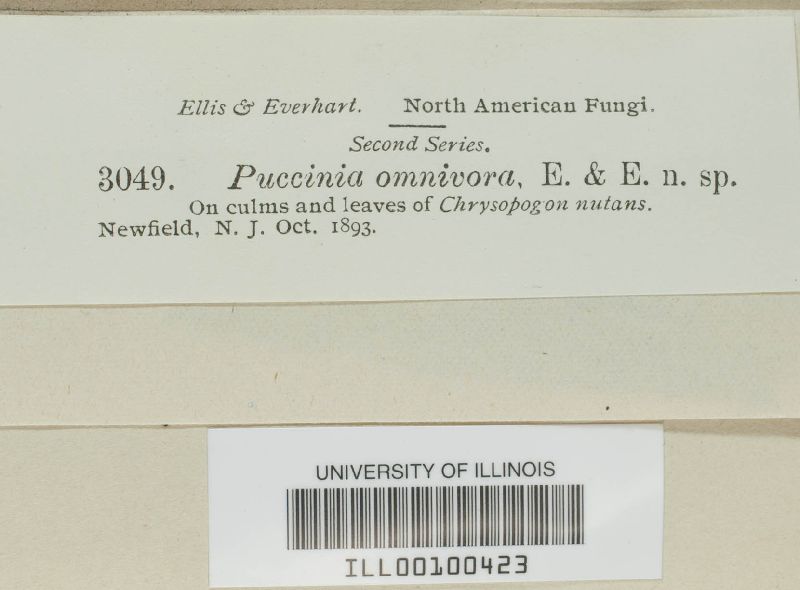 Ellis & Everhart. North American Fungi.
Second Series.
3049. Puccinia omnivora, E. & E. n. sp.
On culms and leaves of Chrysopogon nutans.
Newfield, N. J. Oct. 1893.
UNIVERSITY OF ILLINOIS
ILL00100423